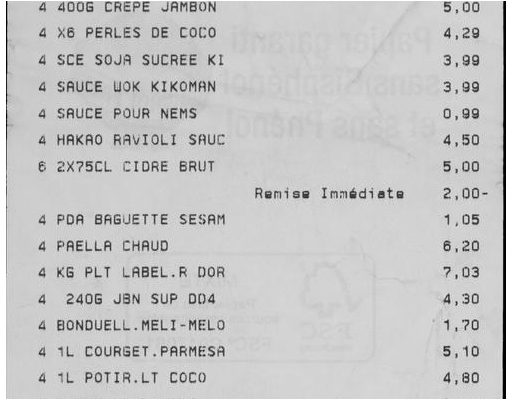 4 400G CREPE JAMBON 5,00
4 X6 PERLES DE COCO 4,29
4 SCE SOJA SUCREE KI 3,99
4 SAUCE WOK KIKOMAN 3,99
4 SAUCE POUR NEMS 0,99
4 HAKAO RAVIOLI SAUC 4,50
6 2X75CL CIDRE BRUT 5,00
Remise Immédiate 2,00-
4 PDA BAGUETTE SESAM 1,05
4 PAELLA CHAUD 6,20
4 KG PLT LABEL.R DOR 7,03
4 240G JBN SUP DD4 4,30
4 BONDUELL.MELI-MELO 1,70
4 1L COURGET.PARMESA 5,10
4 1L POTIR.LT COCO 4,80
Papier garanti
sans Bisphénol
et sans Phénol
MIXTE
FSC